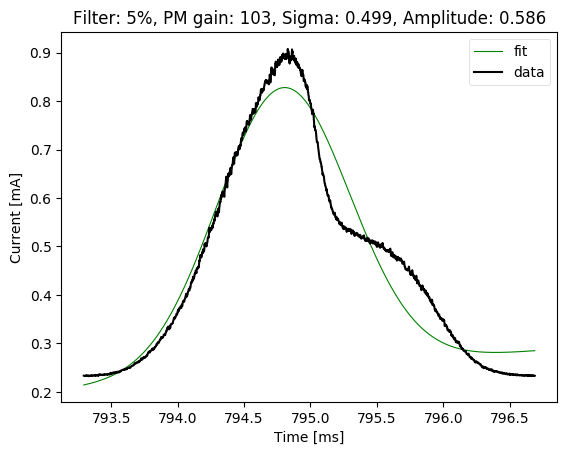 Filter: 5%, PM gain: 103, Sigma: 0.499, Amplitude: 0.586
fit
data
Current [mA]
0.9
0.8
0.7
0.6
0.5
0.4
0.3
0.2
793.5 794.0 794.5 795.0 795.5 796.0 796.5
Time [ms]